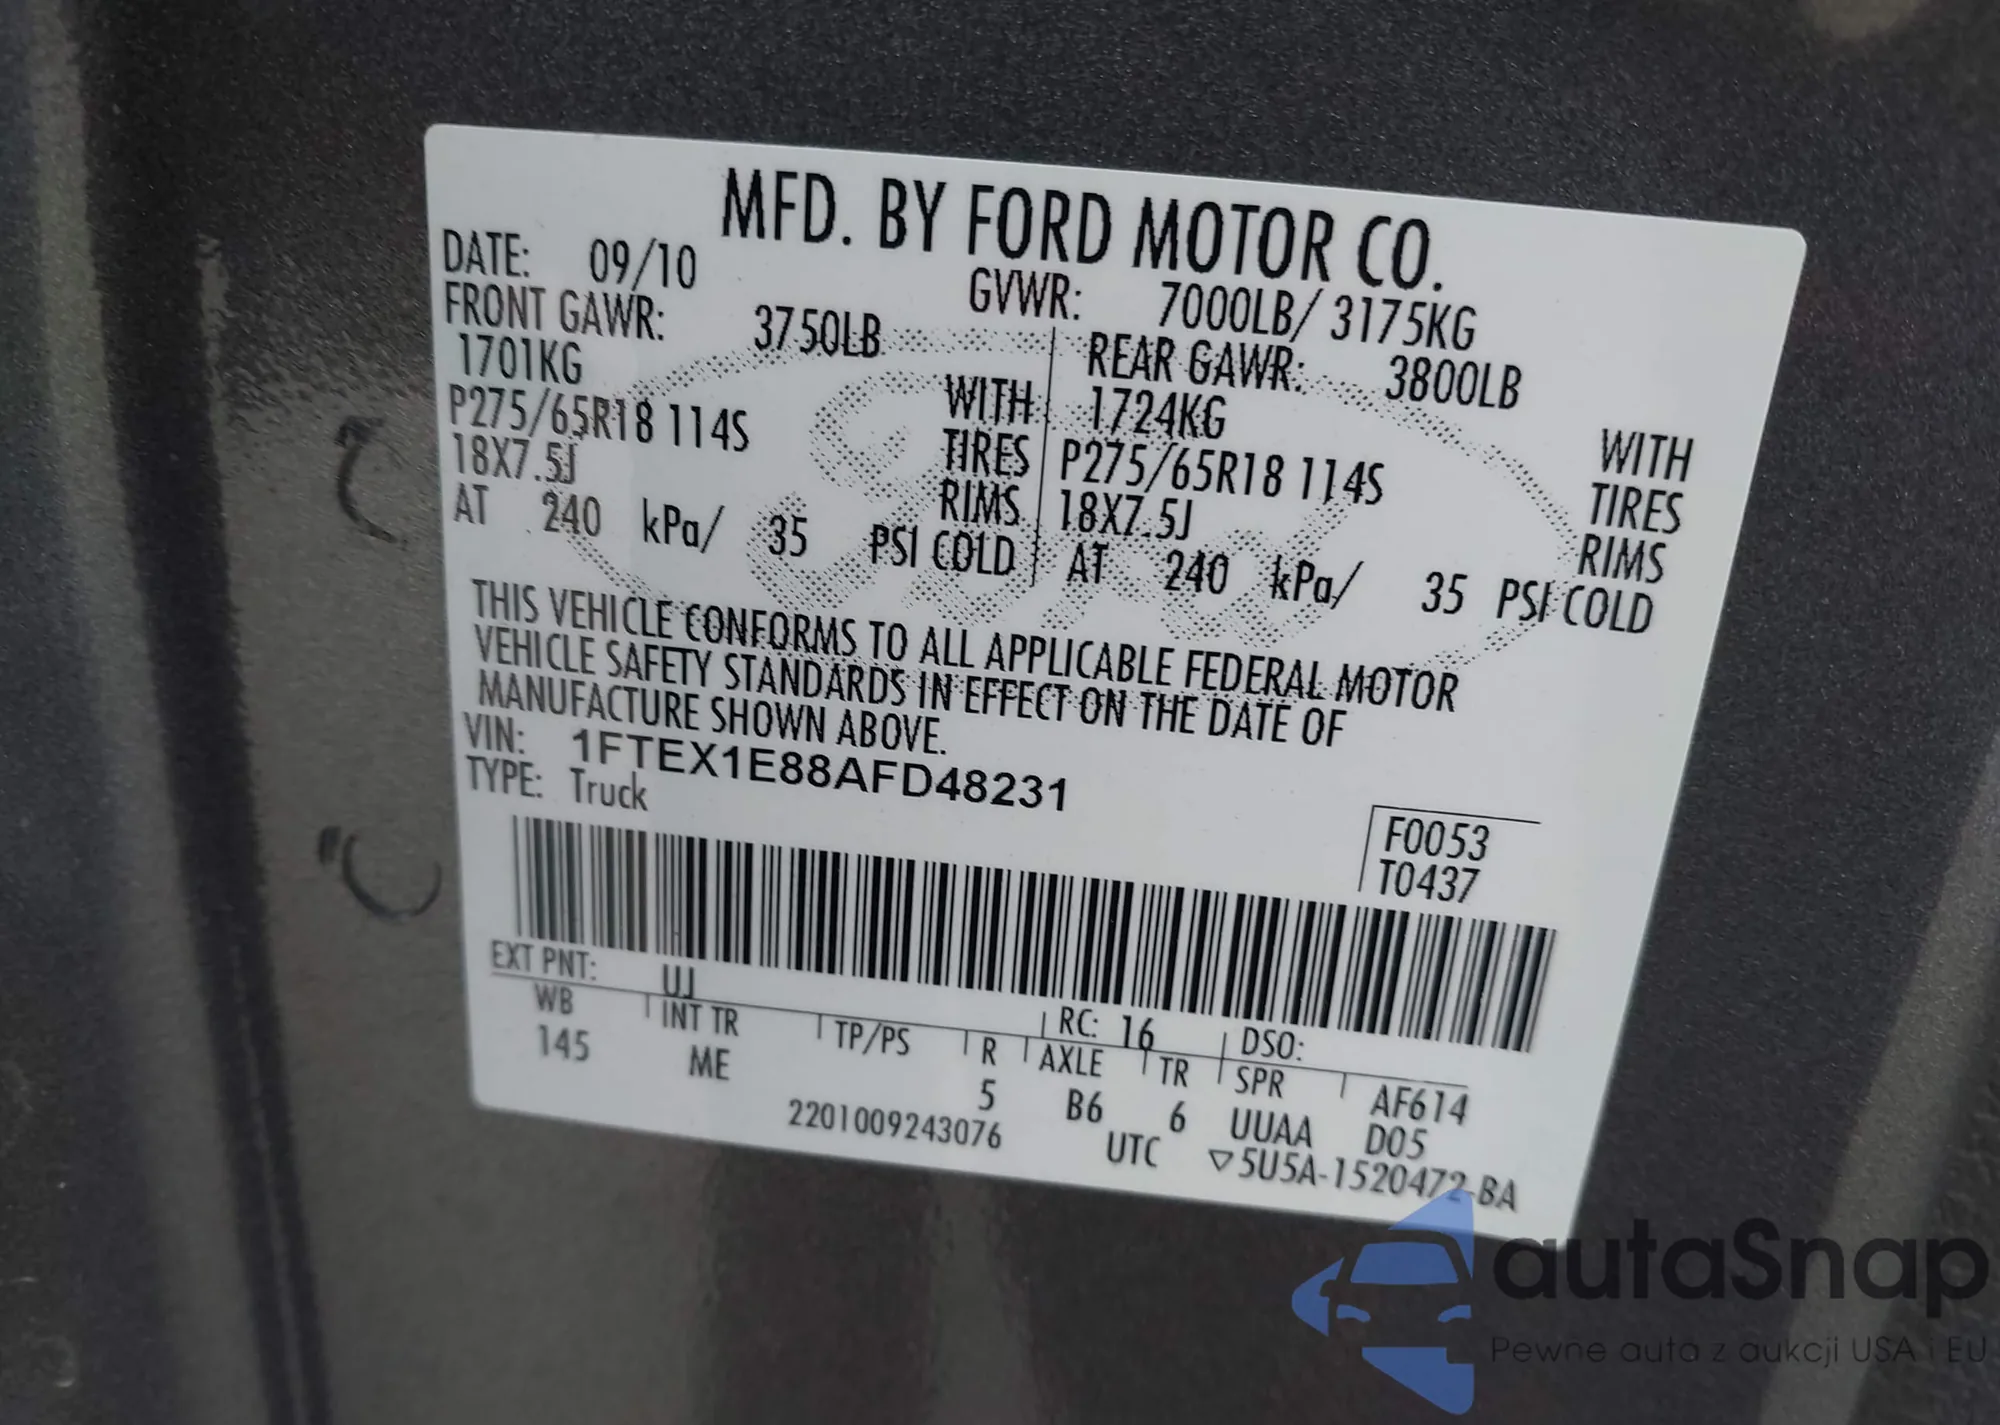 MFD. BY FORD MOTOR CO.
DATE: 09/10 GVWR: 7000LB/ 3175KG
FRONT GAWR: 3750LB REAR GAWR: 3800LB
1701KG WITH 1724KG WITH
P275/65R18 114S TIRES P275/65R18 114S TIRES
18X7.5J RIMS 18X7.5J RIMS
AT 240 kPa/ 35 PSI COLD AT 240 kPa/ 35 PSI COLD
THIS VEHICLE CONFORMS TO ALL APPLICABLE FEDERAL MOTOR
VEHICLE SAFETY STANDARDS IN EFFECT ON THE DATE OF
MANUFACTURE SHOWN ABOVE.
VIN: 1FTEX1E88AFD48231
TYPE: Truck
F0053
T0437
EXT PNT: UJ RC: 16 DSO:
WB INT TR TP/PS R AXLE TR SPR AF614
145 ME 5 B6 6 UUAA D05
2201009243076 UTC ▽5U5A-1520472-BA
Ford
autaSnap
Pewne auta z aukcji USA i EU